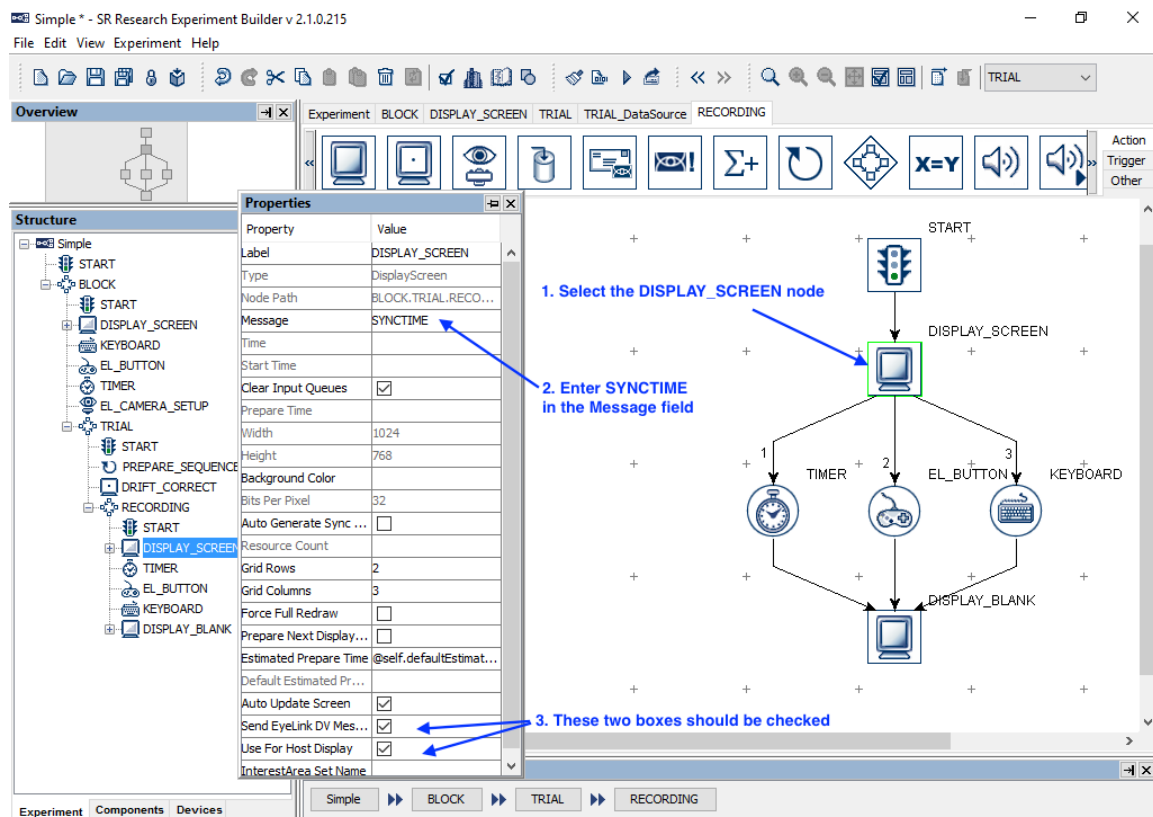 Simple * - SR Research Experiment Builder v 2.1.0.215
File Edit View Experiment Help
TRIAL
Overview
Experiment BLOCK DISPLAY_SCREEN TRIAL TRIAL_DataSource RECORDING
Σ+ X=Y
Action
Trigger
Other
Structure
Simple
START
BLOCK
START
DISPLAY_SCREEN
KEYBOARD
EL_BUTTON
TIMER
EL_CAMERA_SETUP
TRIAL
START
PREPARE_SEQUENCE
DRIFT_CORRECT
RECORDING
START
DISPLAY_SCREEN
TIMER
EL_BUTTON
KEYBOARD
DISPLAY_BLANK
Experiment Components Devices
Properties
Property Value
Label DISPLAY_SCREEN
Type DisplayScreen
Node Path BLOCK.TRIAL.RECO...
Message SYNCTIME
Time
Start Time
Clear Input Queues
Prepare Time
Width 1024
Height 768
Background Color
Bits Per Pixel 32
Auto Generate Sync ...
Resource Count
Grid Rows 2
Grid Columns 3
Force Full Redraw
Prepare Next Display...
Estimated Prepare Time @self.defaultEstimat...
Default Estimated Pr...
Auto Update Screen
Send EyeLink DV Mes...
Use For Host Display
InterestArea Set Name
START
1. Select the DISPLAY_SCREEN node
DISPLAY_SCREEN
2. Enter SYNCTIME
in the Message field
1 2 3
TIMER EL_BUTTON KEYBOARD
DISPLAY_BLANK
3. These two boxes should be checked
Simple BLOCK TRIAL RECORDING